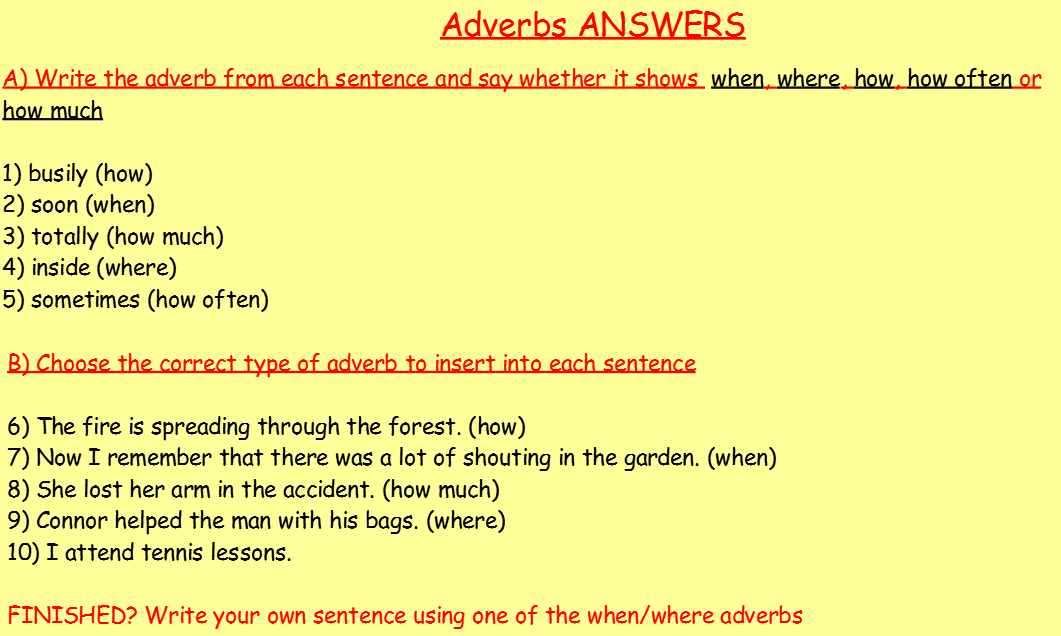 Adverbs ANSWERS
A) Write the adverb from each sentence and say whether it shows when, where, how, how often or
how much
1) busily (how)
2) soon (when)
3) totally (how much)
4) inside (where)
5) sometimes (how often)
B) Choose the correct type of adverb to insert into each sentence
6) The fire is spreading through the forest. (how)
7) Now I remember that there was a lot of shouting in the garden. (when)
8) She lost her arm in the accident. (how much)
9) Connor helped the man with his bags. (where)
10) I attend tennis lessons.
FINISHED? Write your own sentence using one of the when/where adverbs